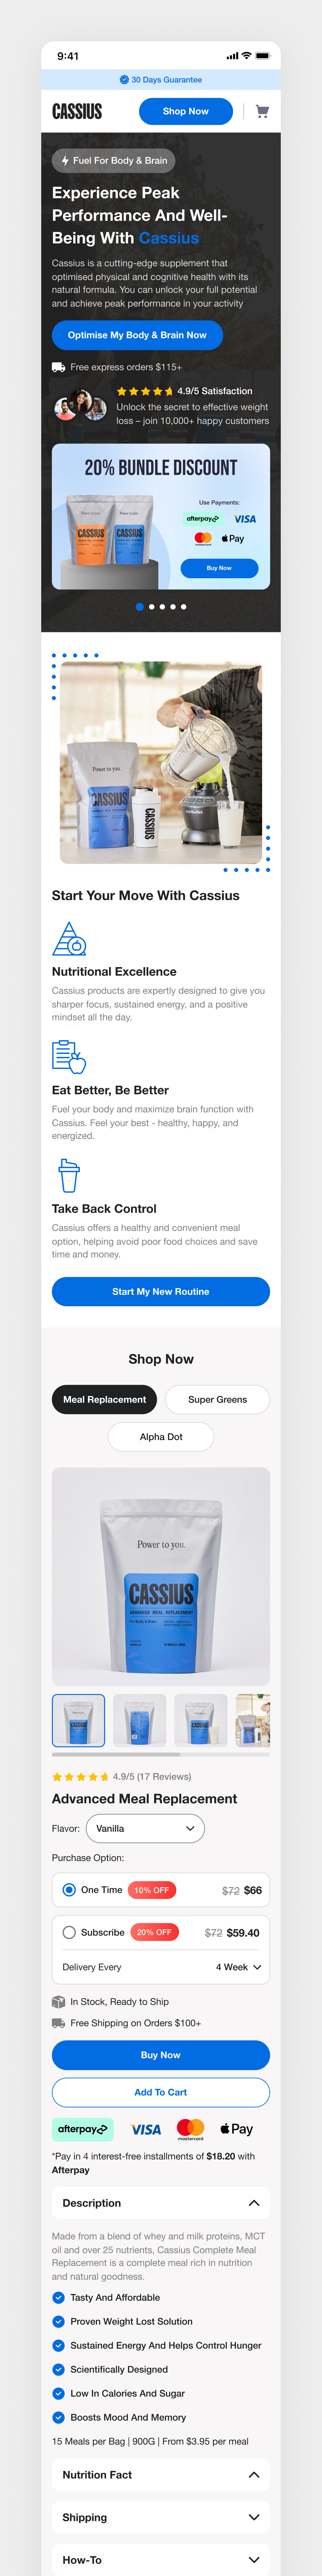 9:41
30 Days Guarantee
CASSIUS
Shop Now
Fuel For Body & Brain
Experience Peak
Performance And Well-
Being With Cassius
Cassius is a cutting-edge supplement that
optimised physical and cognitive health with its
natural formula. You can unlock your full potential
and achieve peak performance in your activity
Optimise My Body & Brain Now
Free express orders $115+
4.9/5 Satisfaction
Unlock the secret to effective weight
loss – join 10,000+ happy customers
20% BUNDLE DISCOUNT
Power to you.
Power to you.
CASSIUS
CASSIUS
Use Payments:
afterpay
VISA
mastercard
Pay
Buy Now
Power to you.
CASSIUS
CASSIUS
Start Your Move With Cassius
Nutritional Excellence
Cassius products are expertly designed to give you
sharper focus, sustained energy, and a positive
mindset all the day.
Eat Better, Be Better
Fuel your body and maximize brain function with
Cassius. Feel your best - healthy, happy, and
energized.
Take Back Control
Cassius offers a healthy and convenient meal
option, helping avoid poor food choices and save
time and money.
Start My New Routine
Shop Now
Meal Replacement
Super Greens
Alpha Dot
Power to you.
CASSIUS
ADVANCED MEAL REPLACEMENT
4.9/5 (17 Reviews)
Advanced Meal Replacement
Flavor:
Vanilla
Purchase Option:
One Time
10% OFF
$72 $66
Subscribe
20% OFF
$72 $59.40
Delivery Every
4 Week
In Stock, Ready to Ship
Free Shipping on Orders $100+
Buy Now
Add To Cart
afterpay
VISA
mastercard
Pay
*Pay in 4 interest-free installments of $18.20 with
Afterpay
Description
Made from a blend of whey and milk proteins, MCT
oil and over 25 nutrients, Cassius Complete Meal
Replacement is a complete meal rich in nutrition
and natural goodness.
Tasty And Affordable
Proven Weight Lost Solution
Sustained Energy And Helps Control Hunger
Scientifically Designed
Low In Calories And Sugar
Boosts Mood And Memory
15 Meals per Bag | 900G | From $3.95 per meal
Nutrition Fact
Shipping
How-To